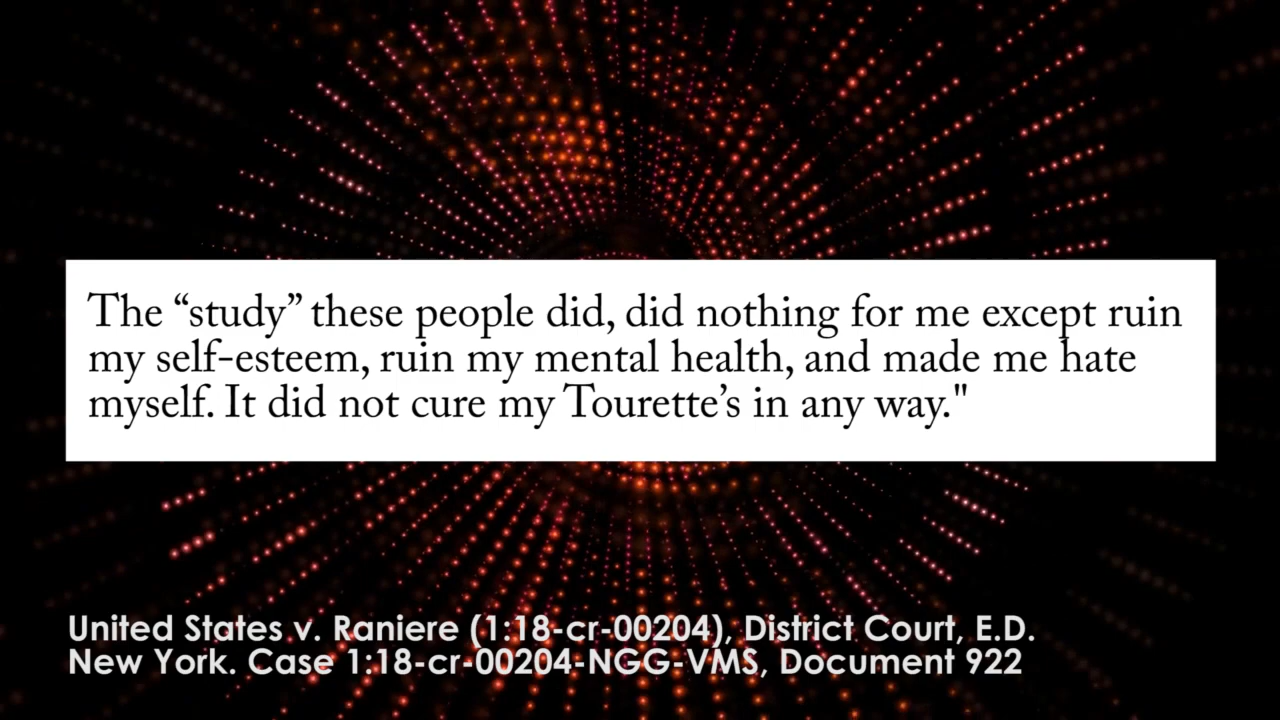 The “study” these people did, did nothing for me except ruin
my self-esteem, ruin my mental health, and made me hate
myself. It did not cure my Tourette’s in any way."
United States v. Raniere (1:18-cr-00204), District Court, E.D.
New York. Case 1:18-cr-00204-NGG-VMS, Document 922